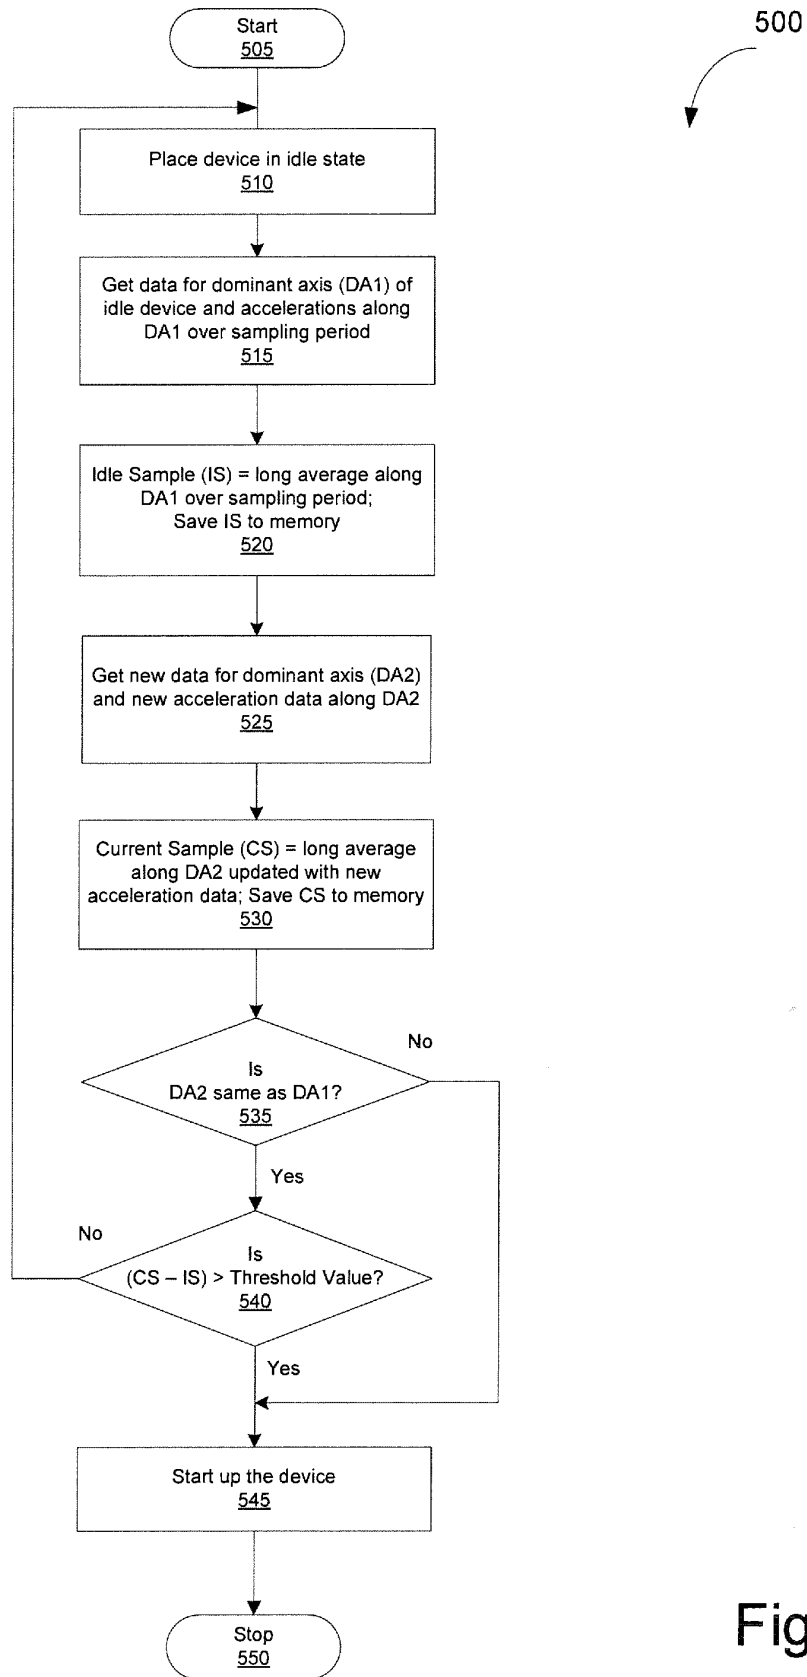 500
Start
505
Place device in idle state
510
Get data for dominant axis (DA1) of
idle device and accelerations along
DA1 over sampling period
515
Idle Sample (IS) = long average along
DA1 over sampling period;
Save IS to memory
520
Get new data for dominant axis (DA2)
and new acceleration data along DA2
525
Current Sample (CS) = long average
along DA2 updated with new
acceleration data; Save CS to memory
530
No
Is
DA2 same as DA1?
535
Yes
No
Is
(CS – IS) > Threshold Value?
540
Yes
Start up the device
545
Stop
550
Fig